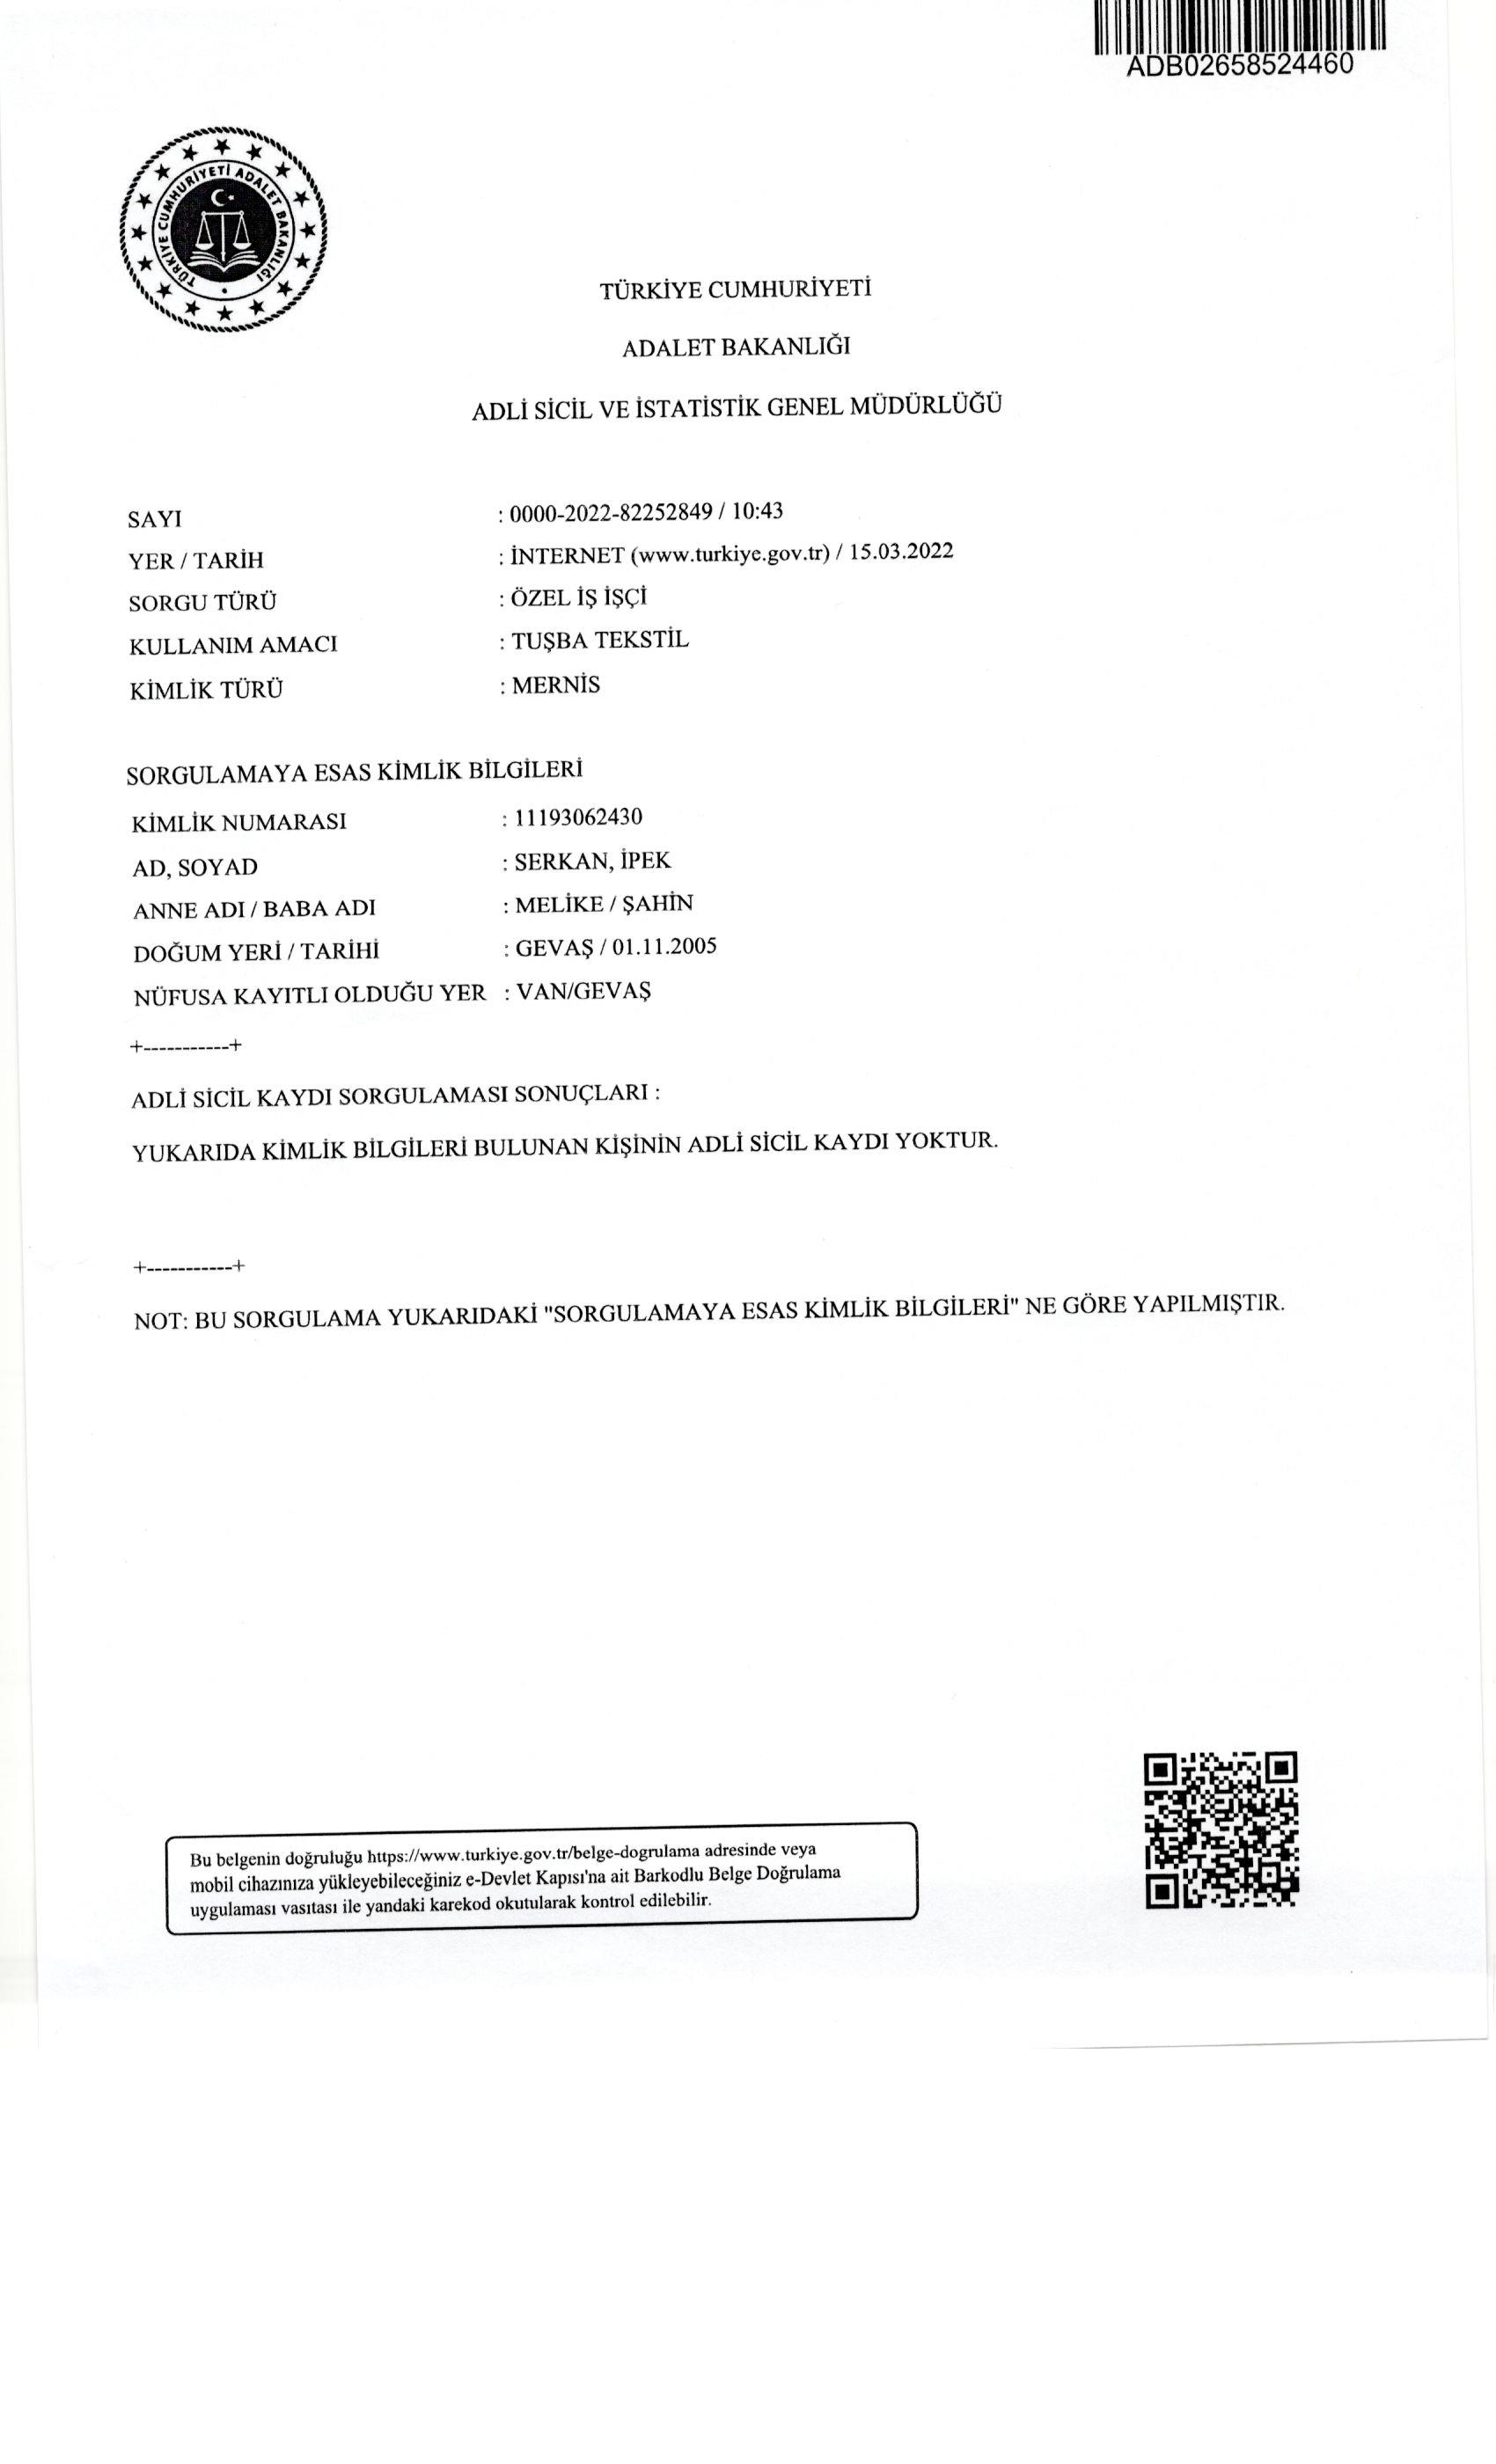 ADB02658524460
TÜRKİYE CUMHURİYETİ ADALET BAKANLIĞI
TÜRKİYE CUMHURİYETİ
ADALET BAKANLIĞI
ADLİ SİCİL VE İSTATİSTİK GENEL MÜDÜRLÜĞÜ
SAYI : 0000-2022-82252849 / 10:43
YER / TARİH : İNTERNET (www.turkiye.gov.tr) / 15.03.2022
SORGU TÜRÜ : ÖZEL İŞ İŞÇİ
KULLANIM AMACI : TUŞBA TEKSTİL
KİMLİK TÜRÜ : MERNİS
SORGULAMAYA ESAS KİMLİK BİLGİLERİ
KİMLİK NUMARASI : 11193062430
AD, SOYAD : SERKAN, İPEK
ANNE ADI / BABA ADI : MELİKE / ŞAHİN
DOĞUM YERİ / TARİHİ : GEVAŞ / 01.11.2005
NÜFUSA KAYITLI OLDUĞU YER : VAN/GEVAŞ
+-----------+
ADLİ SİCİL KAYDI SORGULAMASI SONUÇLARI :
YUKARIDA KİMLİK BİLGİLERİ BULUNAN KİŞİNİN ADLİ SİCİL KAYDI YOKTUR.
+-----------+
NOT: BU SORGULAMA YUKARIDAKİ "SORGULAMAYA ESAS KİMLİK BİLGİLERİ" NE GÖRE YAPILMIŞTIR.
Bu belgenin doğruluğu https://www.turkiye.gov.tr/belge-dogrulama adresinde veya
mobil cihazınıza yükleyebileceğiniz e-Devlet Kapısı'na ait Barkodlu Belge Doğrulama
uygulaması vasıtası ile yandaki karekod okutularak kontrol edilebilir.